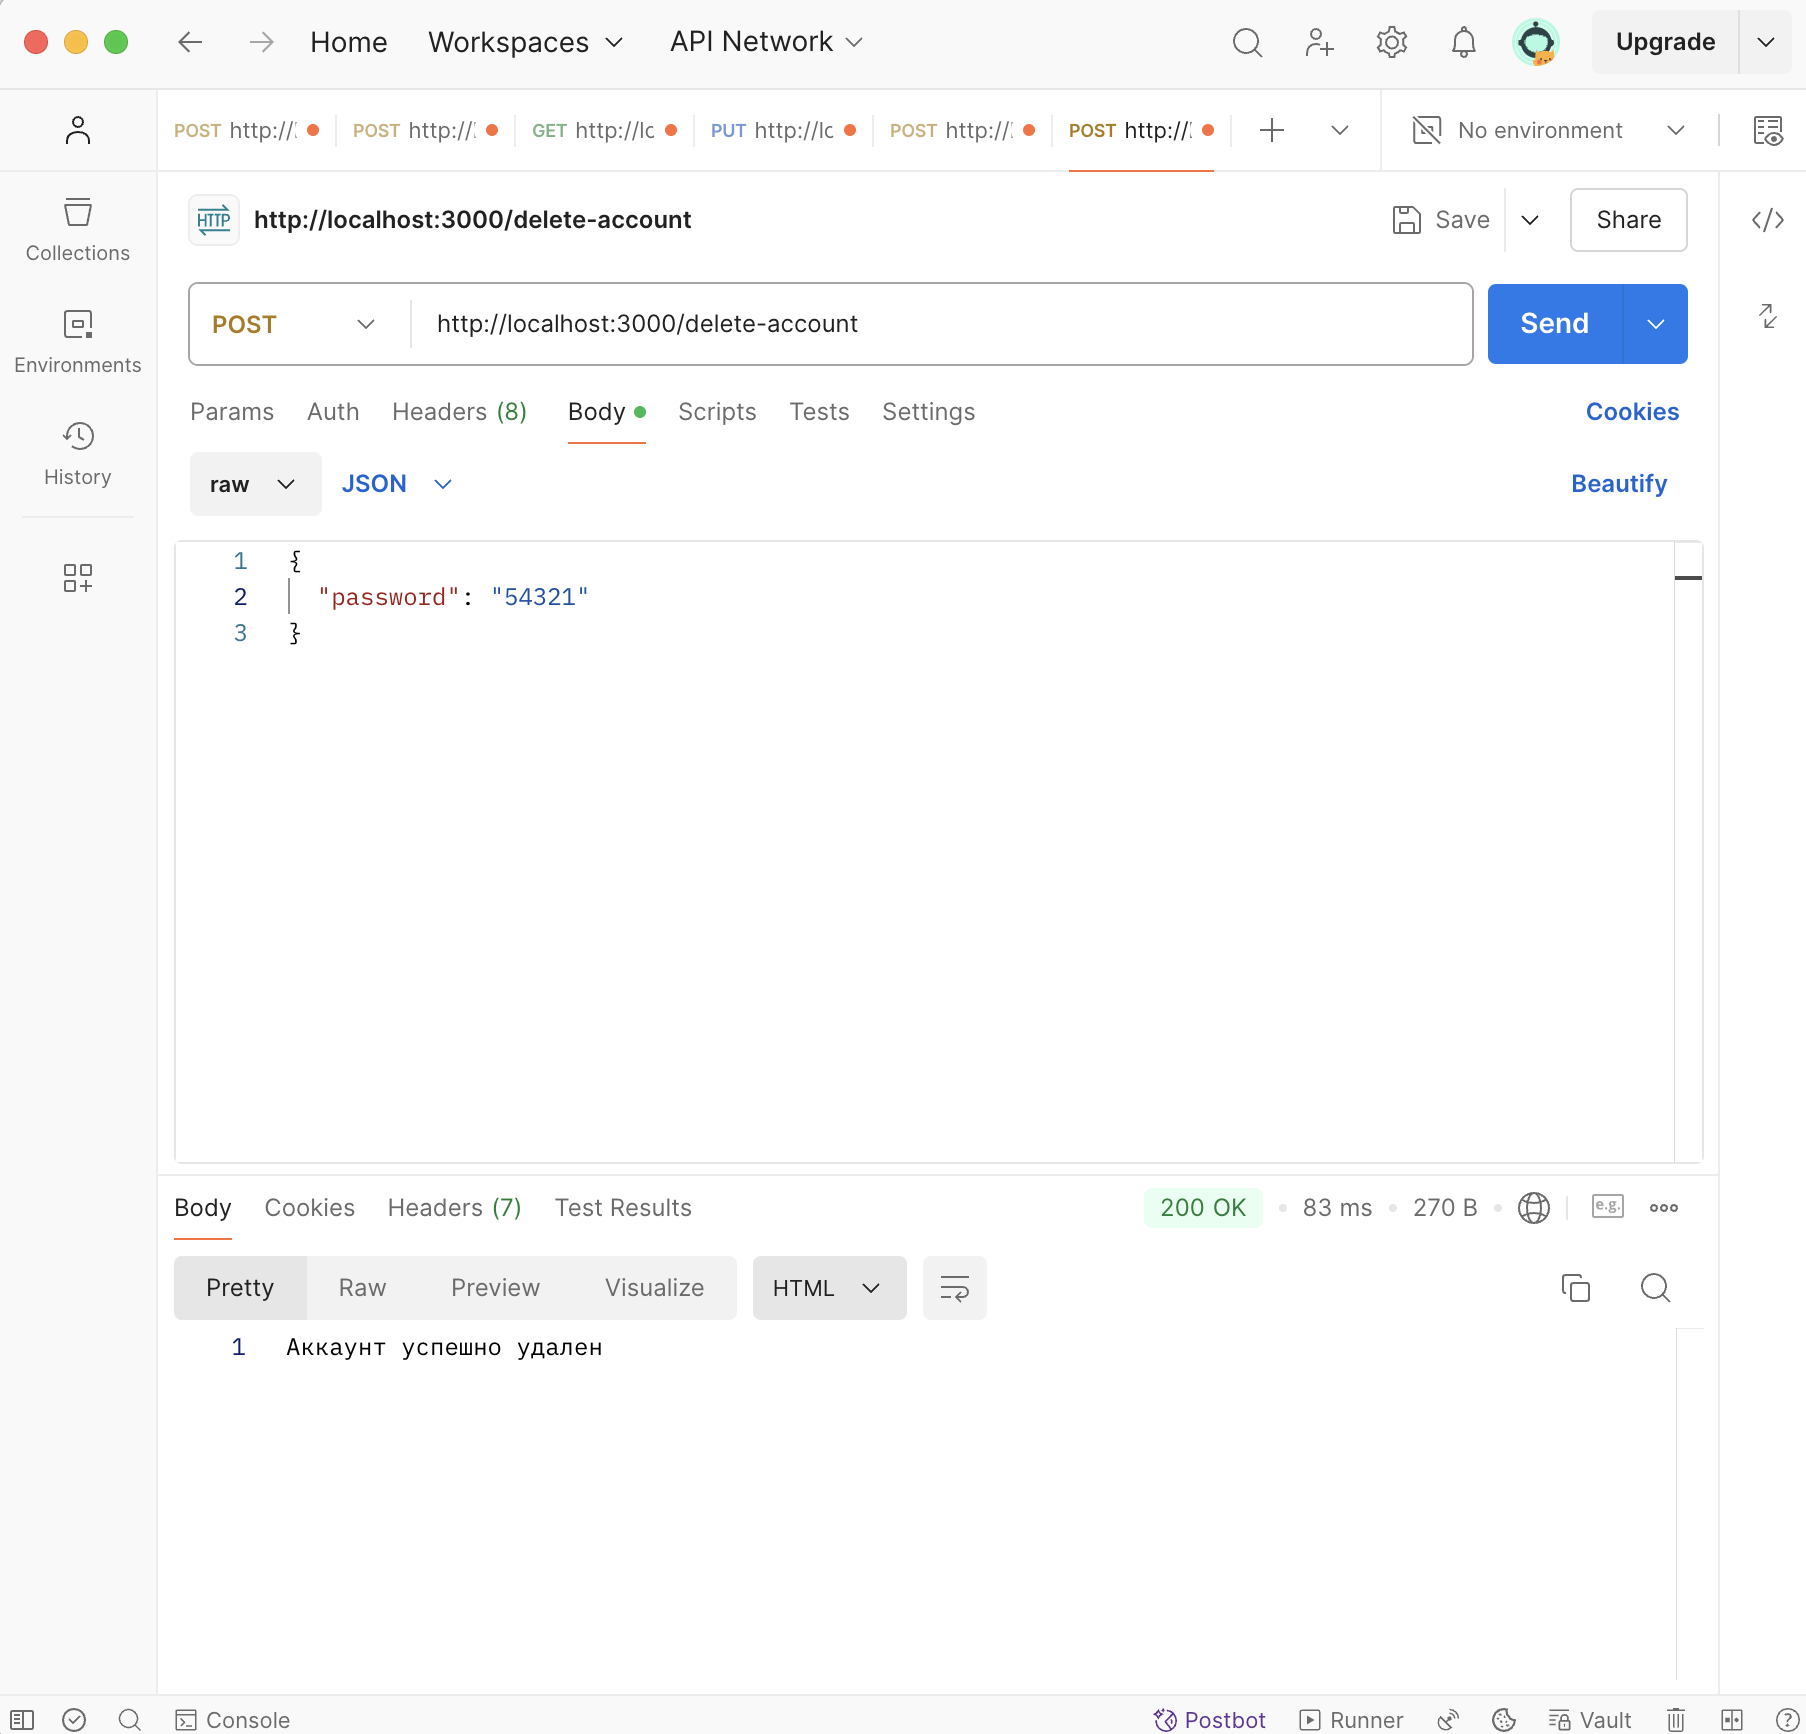 Home Workspaces API Network Upgrade
POST http:// POST http:// GET http://lc PUT http://lc POST http:// POST http:// No environment
Collections
Environments
History
HTTP http://localhost:3000/delete-account Save Share
POST http://localhost:3000/delete-account Send
Params Auth Headers (8) Body Scripts Tests Settings Cookies
raw JSON Beautify
1 {
2 "password": "54321"
3 }
Body Cookies Headers (7) Test Results 200 OK 83 ms 270 B e.g.
Pretty Raw Preview Visualize HTML
1 Аккаунт успешно удален
Console Postbot Runner Vault